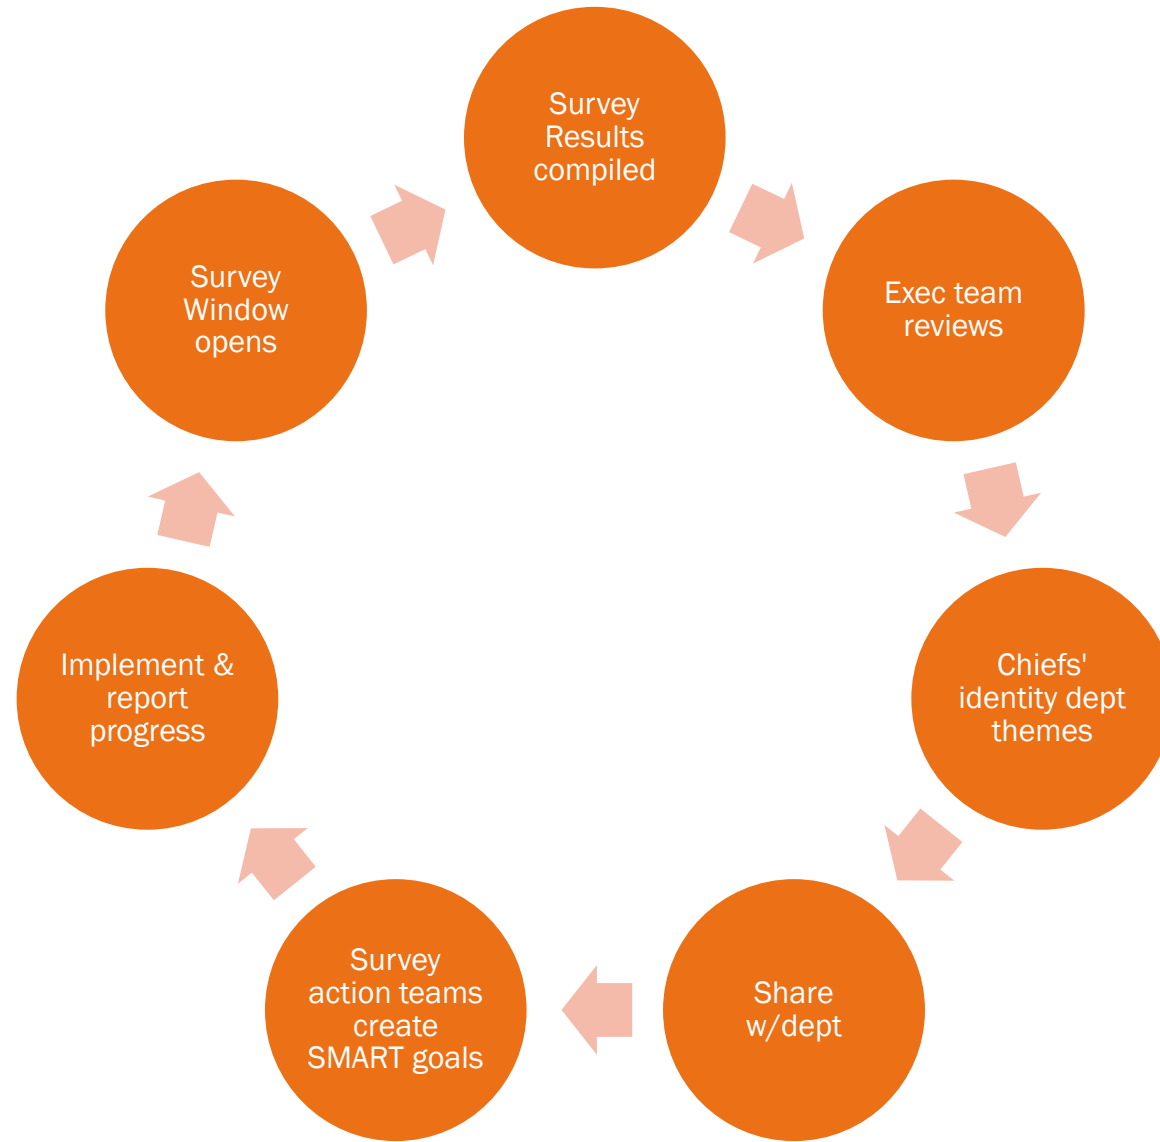 Survey
Results
compiled
Exec team
reviews
Chiefs'
identity dept
themes
Share
w/dept
Survey
action teams
create
SMART goals
Implement &
report
progress
Survey
Window
opens